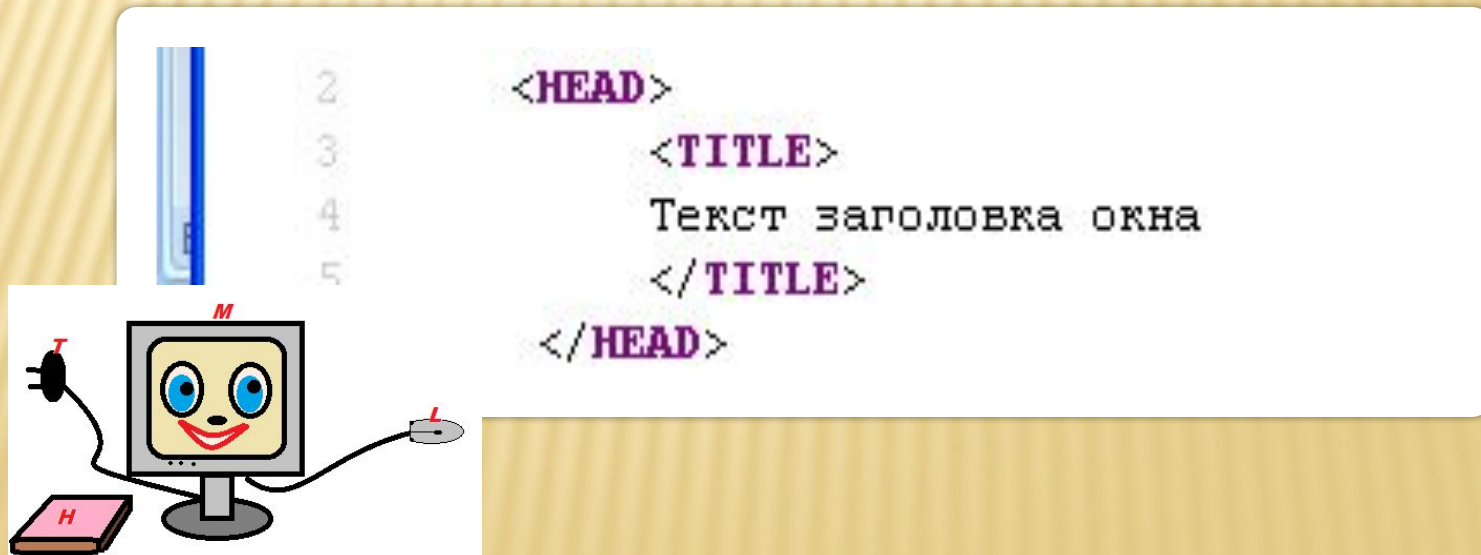 2 <HEAD>
3 <TITLE>
4 Текст заголовка окна
5 </TITLE>
</HEAD>
M
T
L
H